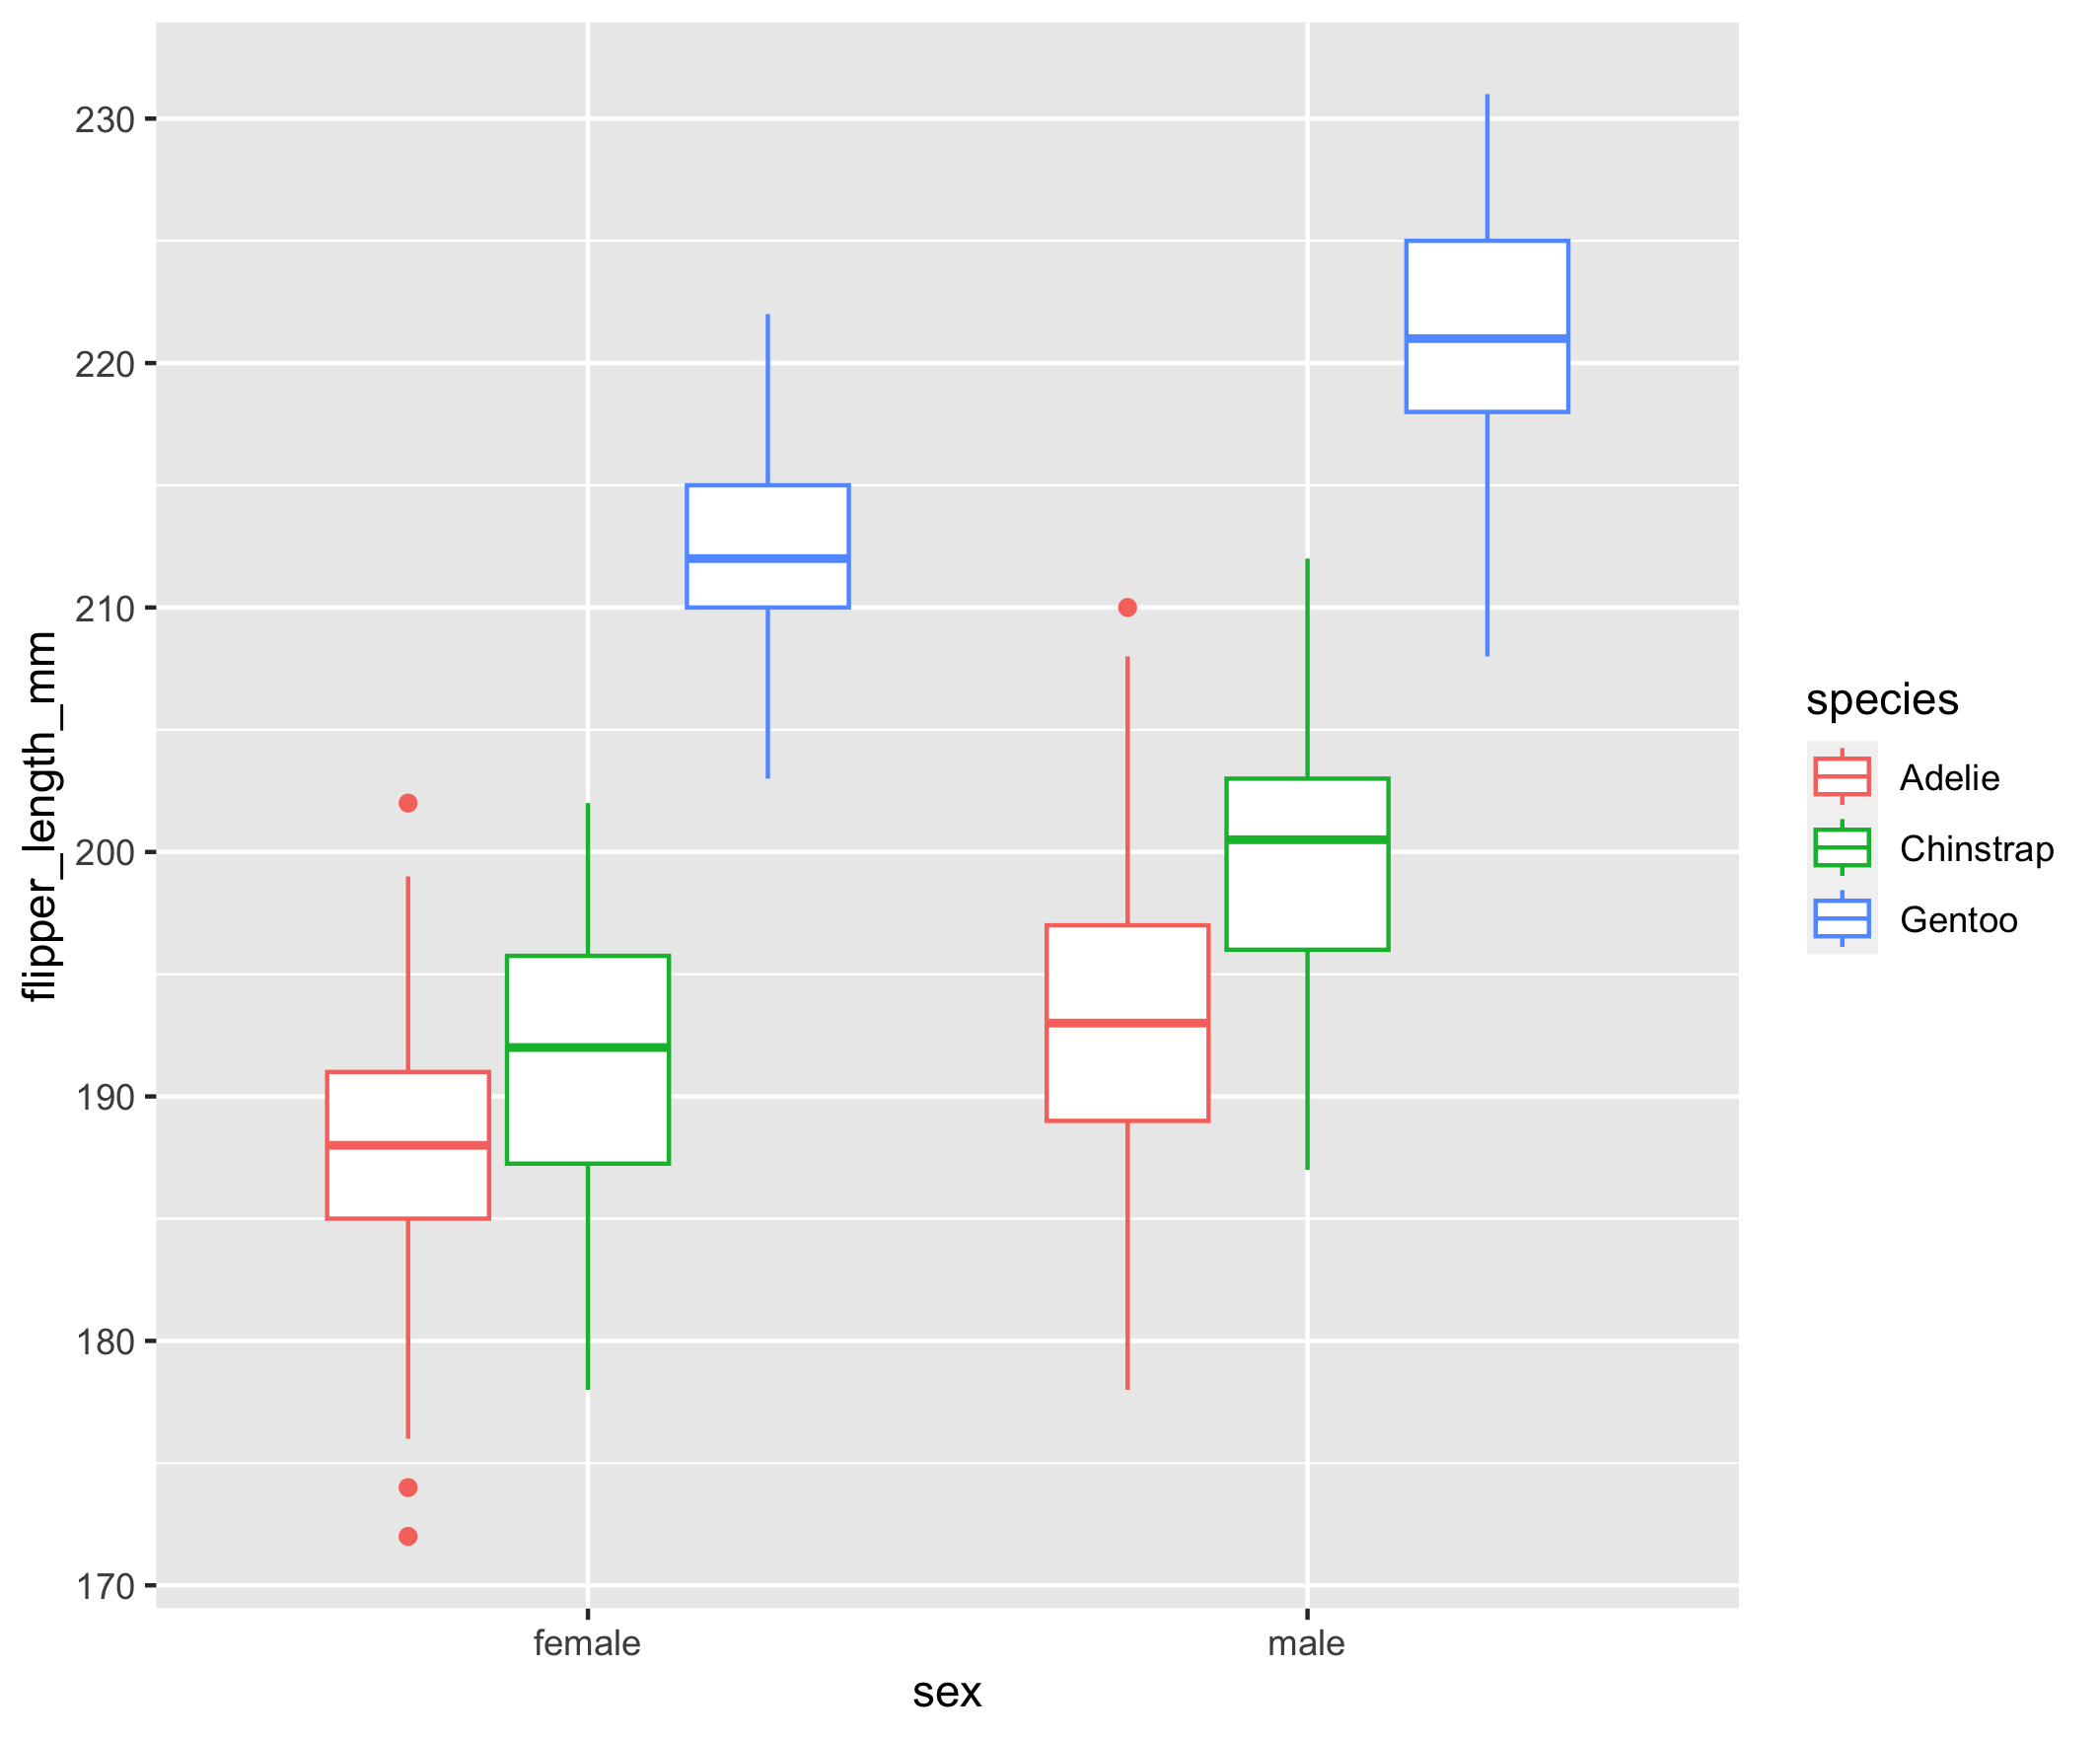 flipper_length_mm
230
220
210
200
190
180
170
female male
sex
species
Adelie
Chinstrap
Gentoo